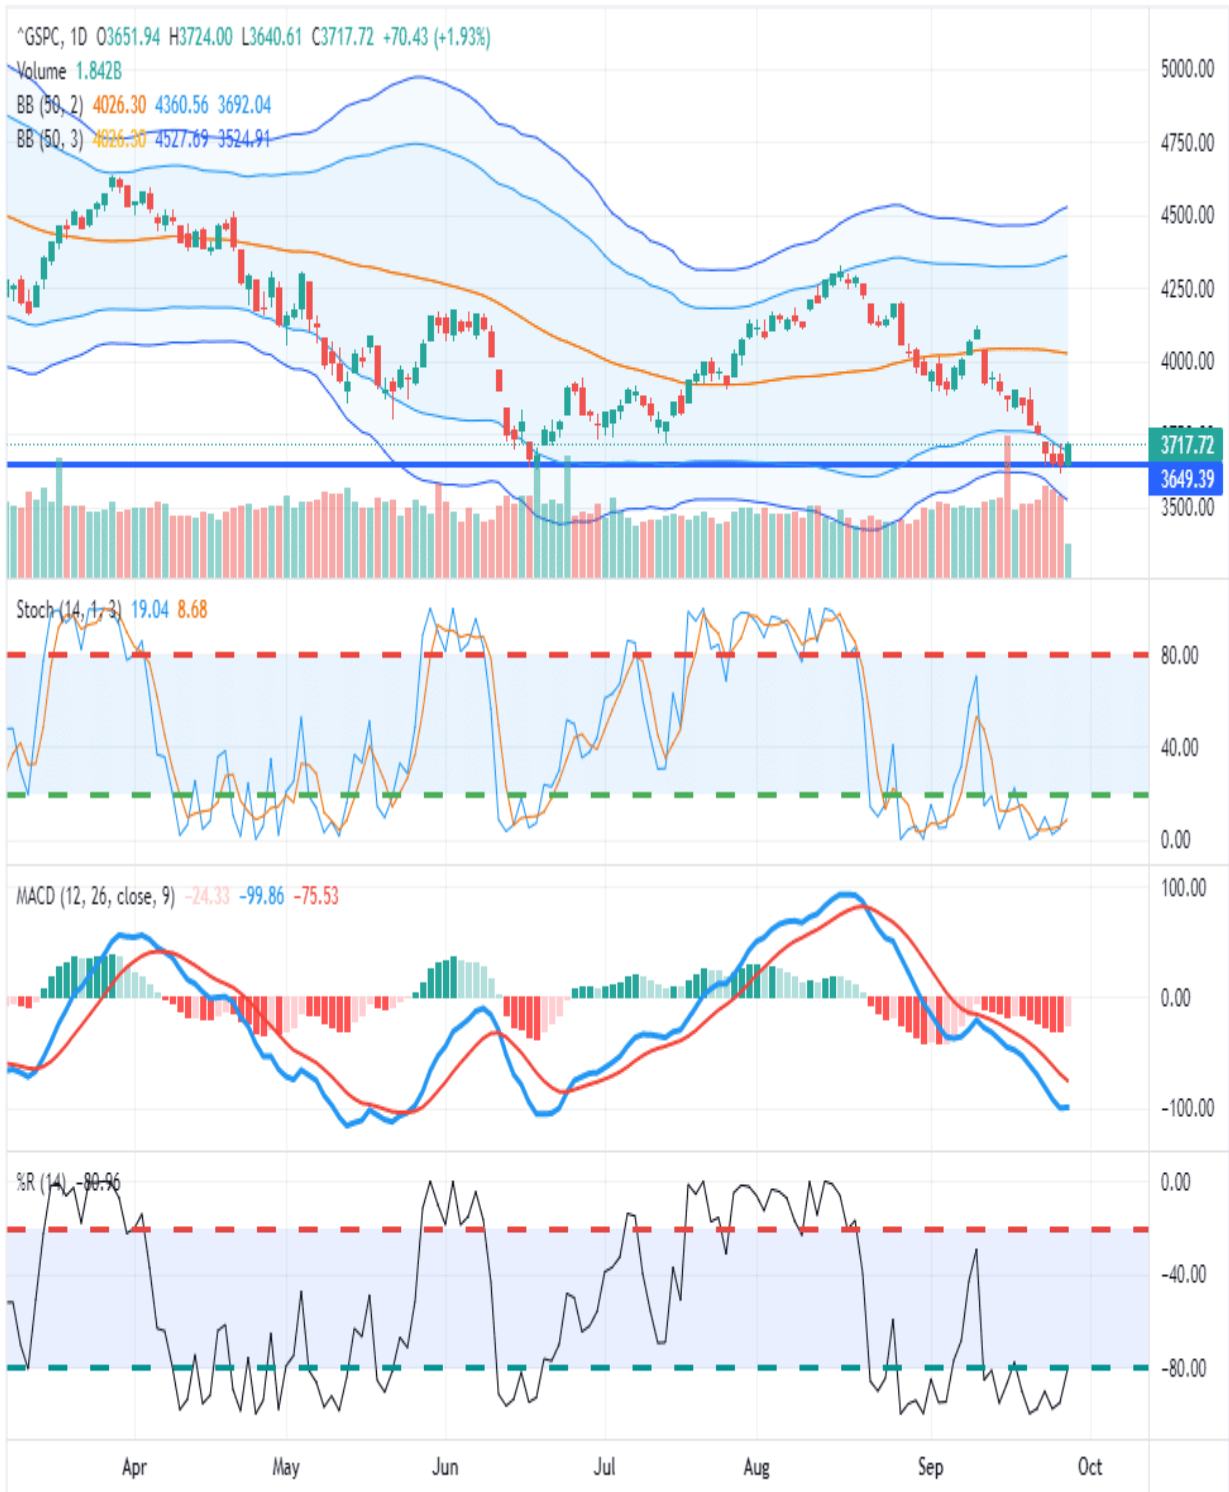 ^GSPC, 1D O3651.94 H3724.00 L3640.61 C3717.72 +70.43 (+1.93%)
Volume 1.842B
BB (50, 2) 4026.30 4360.56 3692.04
BB (50, 3) 4026.30 4527.69 3524.91
5000.00
4750.00
4500.00
4250.00
4000.00
3717.72
3649.39
3500.00
Stoch (14, 1, 3) 19.04 8.68
80.00
40.00
0.00
MACD (12, 26, close, 9) −24.33 −99.86 −75.53
100.00
0.00
−100.00
%R (14) −80.96
0.00
−40.00
−80.00
Apr May Jun Jul Aug Sep Oct